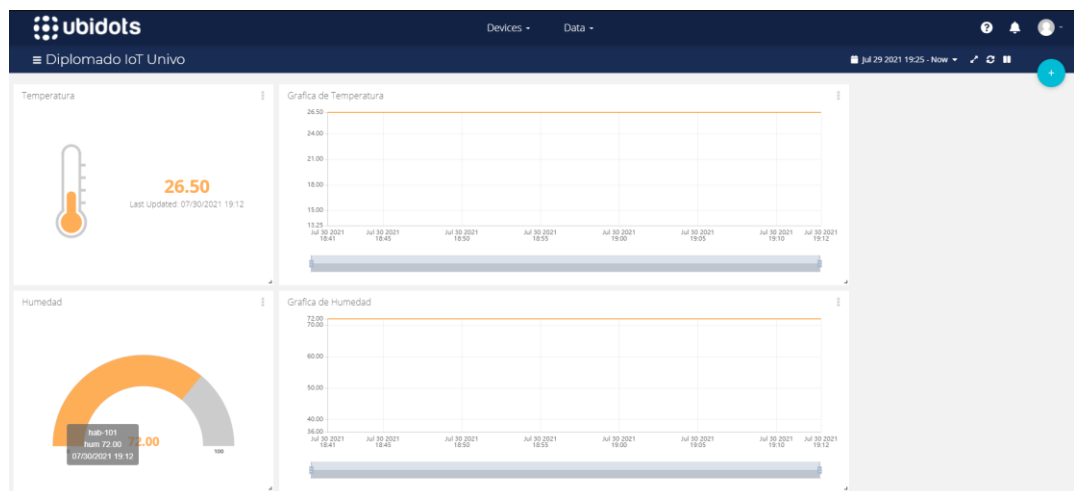 ubidots
Devices
Data
Diplomado IoT Univo
Jul 29 2021 19:25 - Now
+
Temperatura
26.50
Last Updated: 07/30/2021 19:12
Grafica de Temperatura
26.50
24.00
21.00
18.00
15.00
13.25
Jul 30 2021 Jul 30 2021 Jul 30 2021 Jul 30 2021 Jul 30 2021 Jul 30 2021 Jul 30 2021 Jul 30 2021
18:41 18:45 18:50 18:55 19:00 19:05 19:10 19:12
Humedad
hab-101
hum 72.00
07/30/2021 19:12
72.00
100
Grafica de Humedad
72.00
70.00
60.00
50.00
40.00
36.00
Jul 30 2021 Jul 30 2021 Jul 30 2021 Jul 30 2021 Jul 30 2021 Jul 30 2021 Jul 30 2021 Jul 30 2021
18:41 18:45 18:50 18:55 19:00 19:05 19:10 19:12